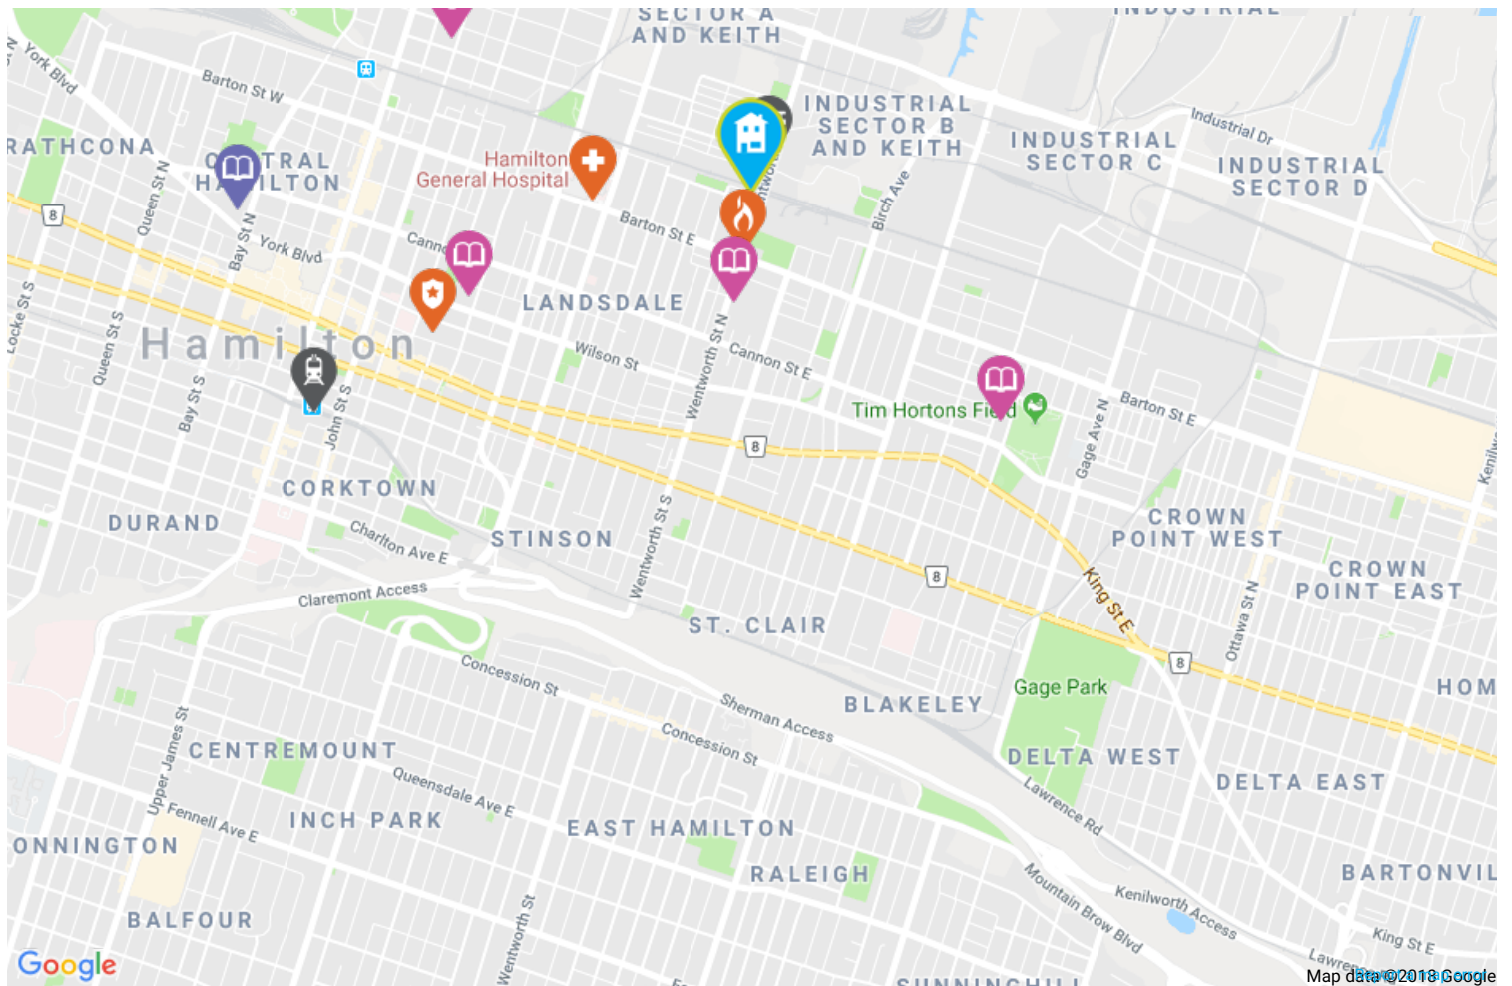 SECTOR A
AND KEITH
INDUSTRIAL
York Blvd
Barton St W
INDUSTRIAL
SECTOR B
AND KEITH
INDUSTRIAL
SECTOR C
Industrial Dr
INDUSTRIAL
SECTOR D
RATHCONA
HAMILTON
Hamilton
General Hospital
Queen St N
Bay St N
York Blvd
Barton St E
Birch Ave
8
LANDSDALE
Hamilton
Locke St S
Queen St S
Bay St S
John St S
Wilson St
Wentworth St N
Cannon St E
Tim Hortons Field
Gage Ave N
Barton St E
8
CORKTOWN
DURAND
Charlton Ave E
STINSON
Wentworth St S
CROWN
POINT WEST
CROWN
POINT EAST
8
King St E
Claremont Access
ST. CLAIR
Ottawa St N
8
Concession St
Gage Park
HOM
Sherman Access
BLAKELEY
Concession St
Upper James St
CENTREMOUNT
DELTA WEST
DELTA EAST
Queensdale Ave E
Fennell Ave E
INCH PARK
EAST HAMILTON
Lawrence Rd
ONNINGTON
RALEIGH
BARTONVIL
Mountain Brow Blvd
Kenilworth Access
BALFOUR
Wentworth St
King St E
Google
SUNNINGHILL
Map data ©2018 Google